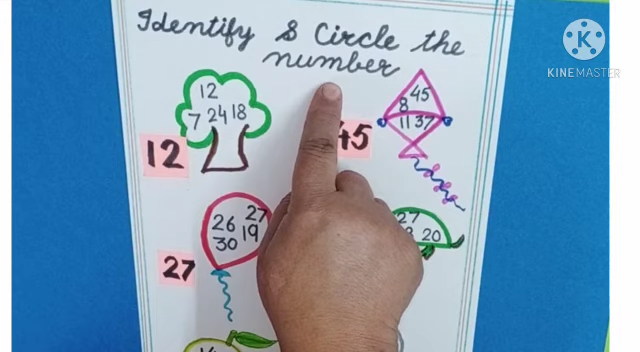 Identify & Circle the
number
12
12
7 24 18
45
45
8
11 37
27
26 27
30 19
27
20
KINEMASTER